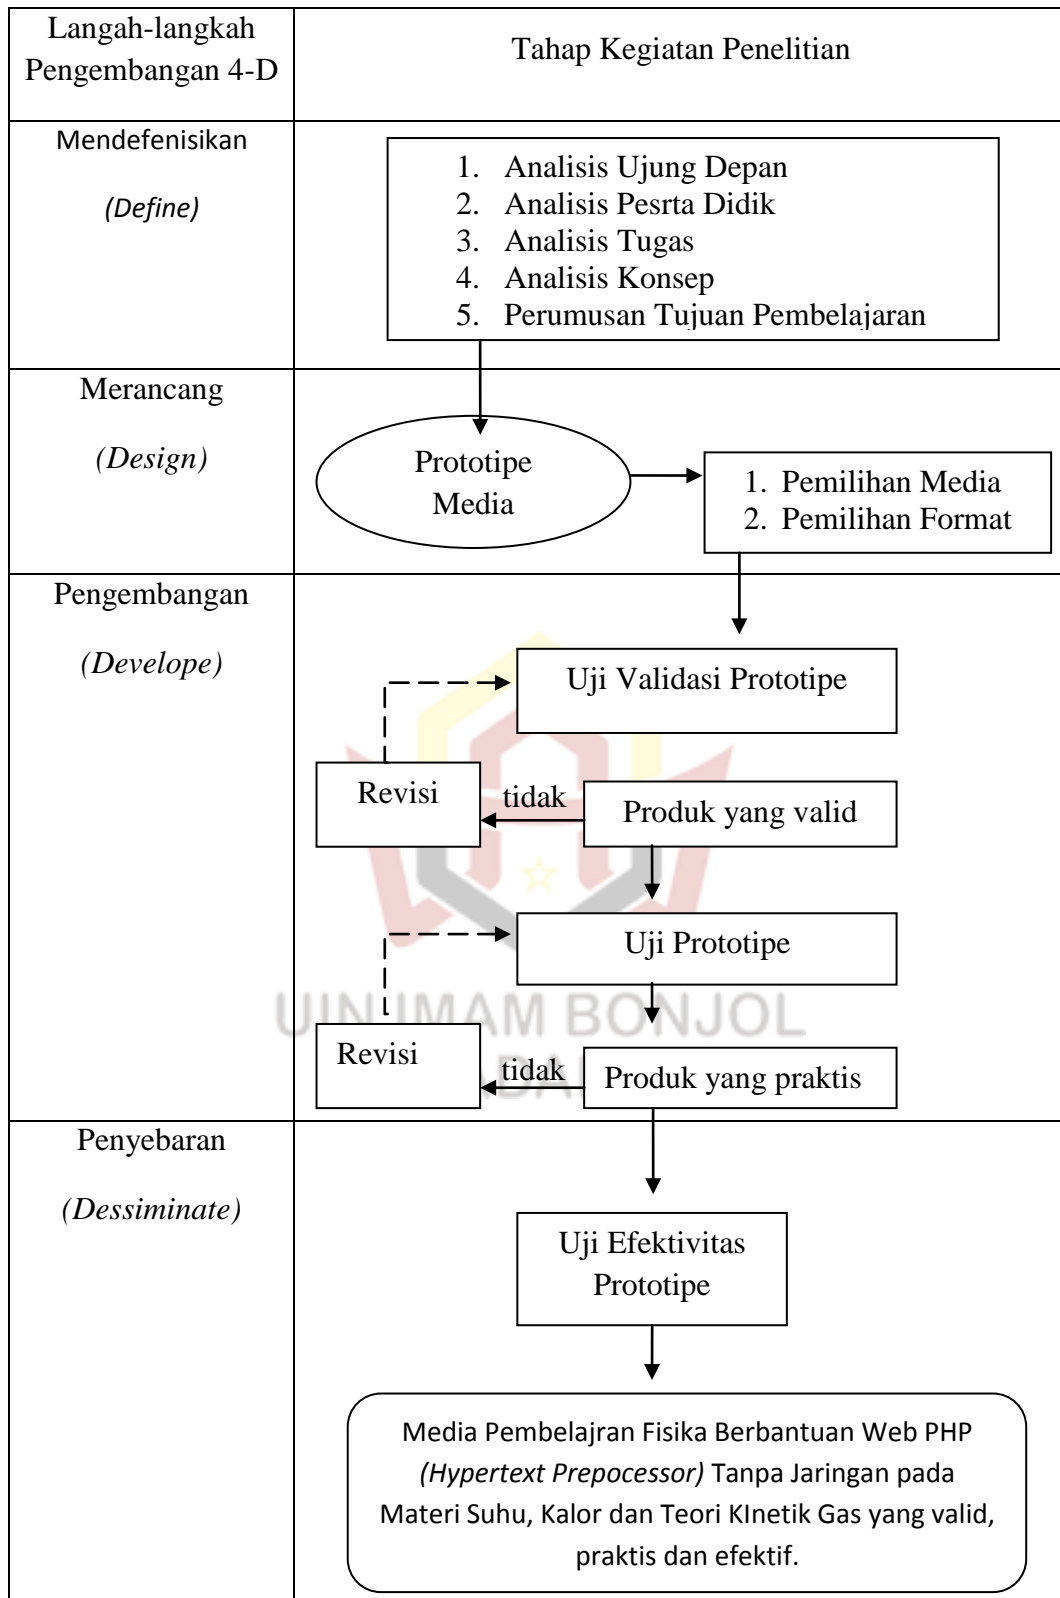 Langah-langkah
Pengembangan 4-D
Tahap Kegiatan Penelitian
Mendefenisikan
(Define)
1. Analisis Ujung Depan
2. Analisis Pesrta Didik
3. Analisis Tugas
4. Analisis Konsep
5. Perumusan Tujuan Pembelajaran
Merancang
(Design)
Prototipe
Media
1. Pemilihan Media
2. Pemilihan Format
Pengembangan
(Develope)
Uji Validasi Prototipe
Revisi
tidak
Produk yang valid
Uji Prototipe
UIN IMAM BONJOL
Revisi
tidak
Produk yang praktis
Penyebaran
(Dessiminate)
Uji Efektivitas
Prototipe
Media Pembelajran Fisika Berbantuan Web PHP
(Hypertext Prepocessor) Tanpa Jaringan pada
Materi Suhu, Kalor dan Teori KInetik Gas yang valid,
praktis dan efektif.